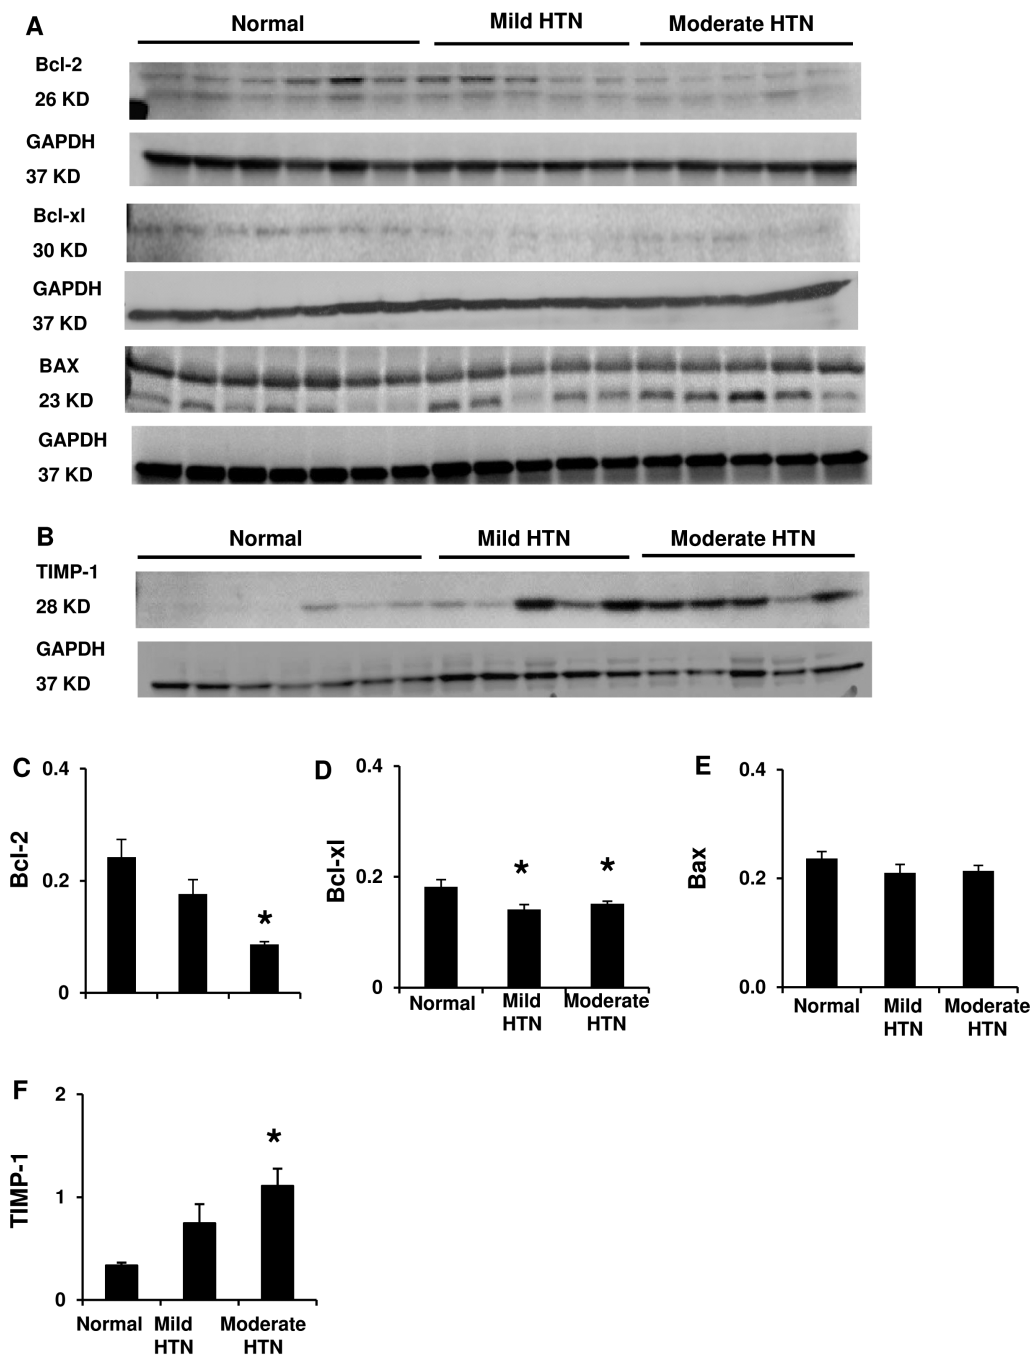 A
Normal Mild HTN Moderate HTN
Bcl-2
26 KD
GAPDH
37 KD
Bcl-xl
30 KD
GAPDH
37 KD
BAX
23 KD
GAPDH
37 KD
B
Normal Mild HTN Moderate HTN
TIMP-1
28 KD
GAPDH
37 KD
C
Bcl-2
0.4
0.2
0
*
D
Bcl-xl
0.4
0.2
0
* *
Normal Mild Moderate
HTN HTN
E
Bax
0.4
0.2
0.0
Normal Mild Moderate
HTN HTN
F
TIMP-1
2
1
0
*
Normal Mild Moderate
HTN HTN